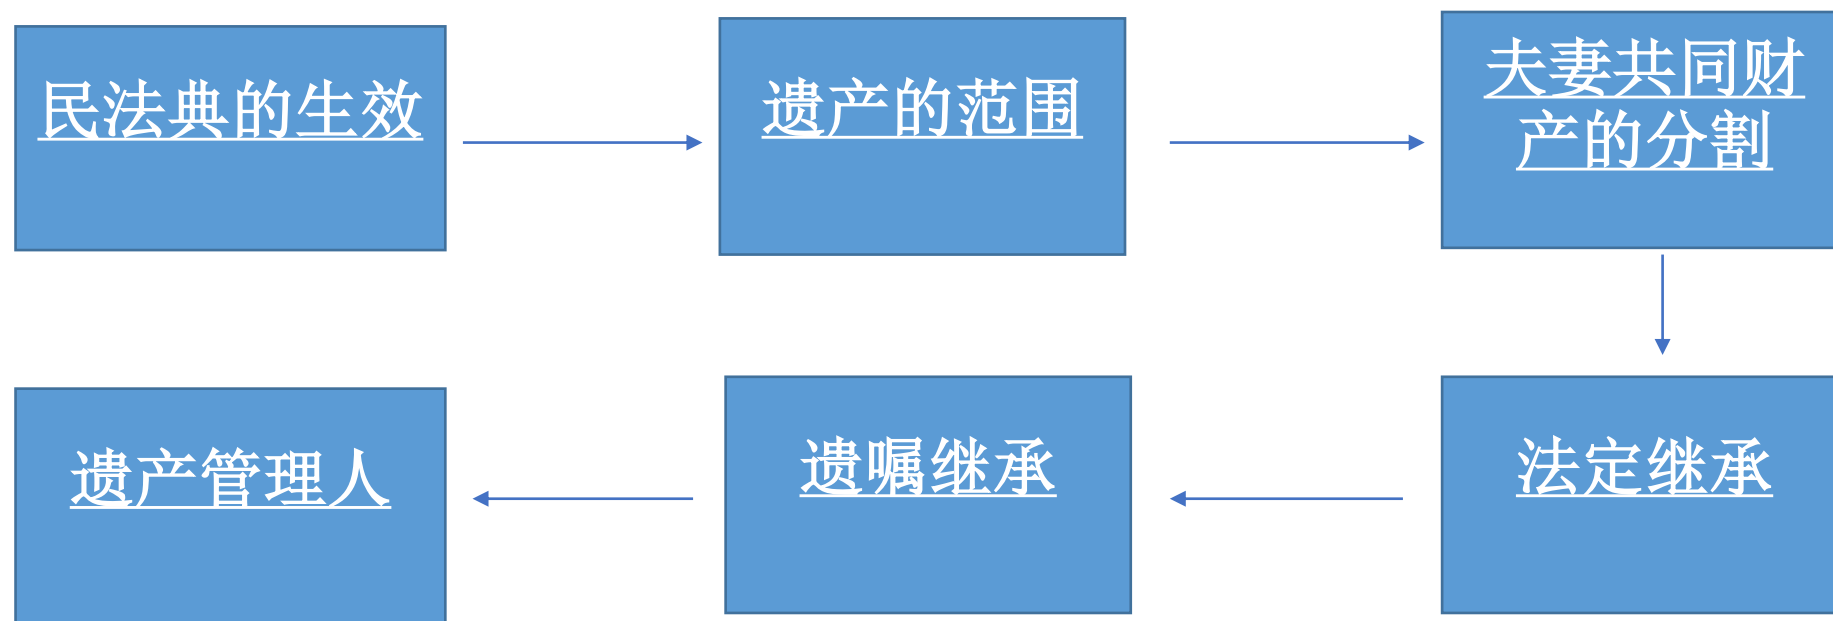 民法典的生效
遗产的范围
夫妻共同财
产的分割
法定继承
遗嘱继承
遗产管理人